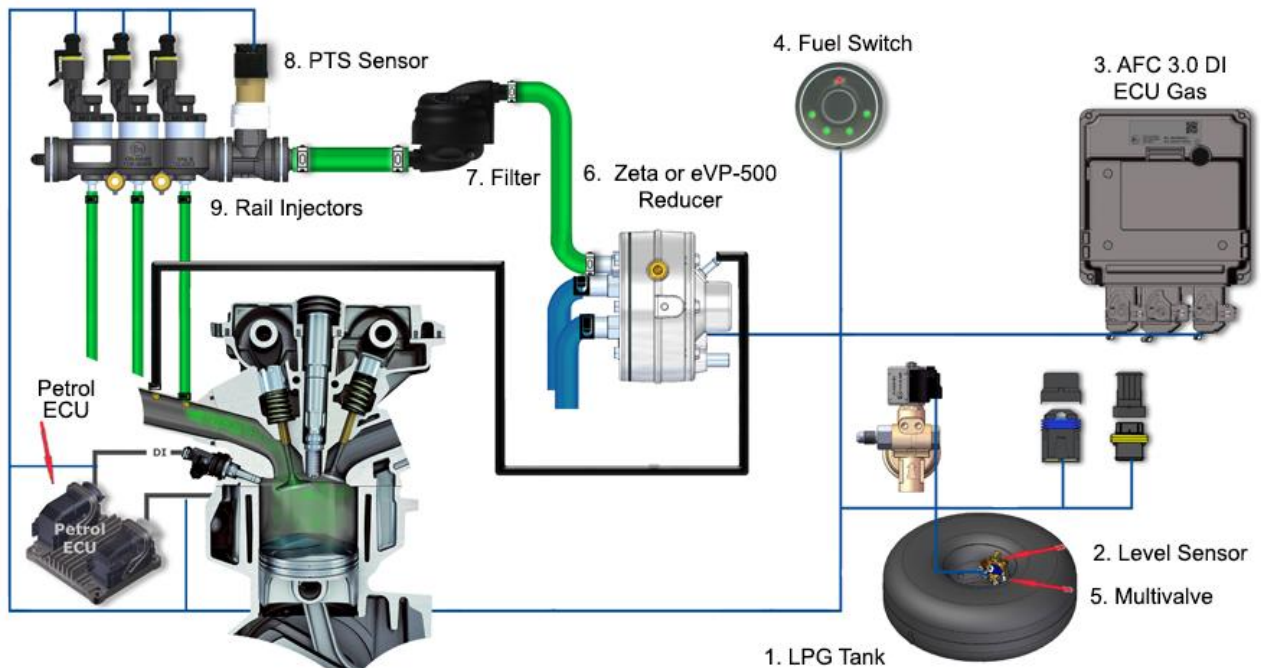 8. PTS Sensor
4. Fuel Switch
3. AFC 3.0 DI
ECU Gas
7. Filter
6. Zeta or eVP-500
Reducer
9. Rail Injectors
Petrol
ECU
DI
Petrol
ECU
2. Level Sensor
5. Multivalve
1. LPG Tank